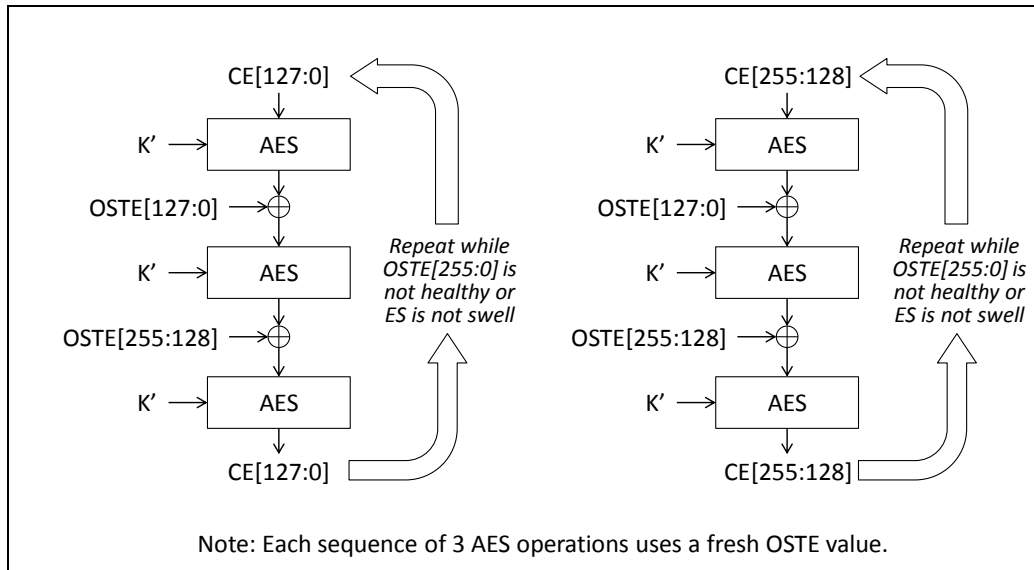 CE[127:0]
K’
AES
OSTE[127:0]
K’
AES
OSTE[255:128]
K’
AES
CE[127:0]
Repeat while
OSTE[255:0] is
not healthy or
ES is not swell
CE[255:128]
K’
AES
OSTE[127:0]
K’
AES
OSTE[255:128]
K’
AES
CE[255:128]
Repeat while
OSTE[255:0] is
not healthy or
ES is not swell
Note: Each sequence of 3 AES operations uses a fresh OSTE value.